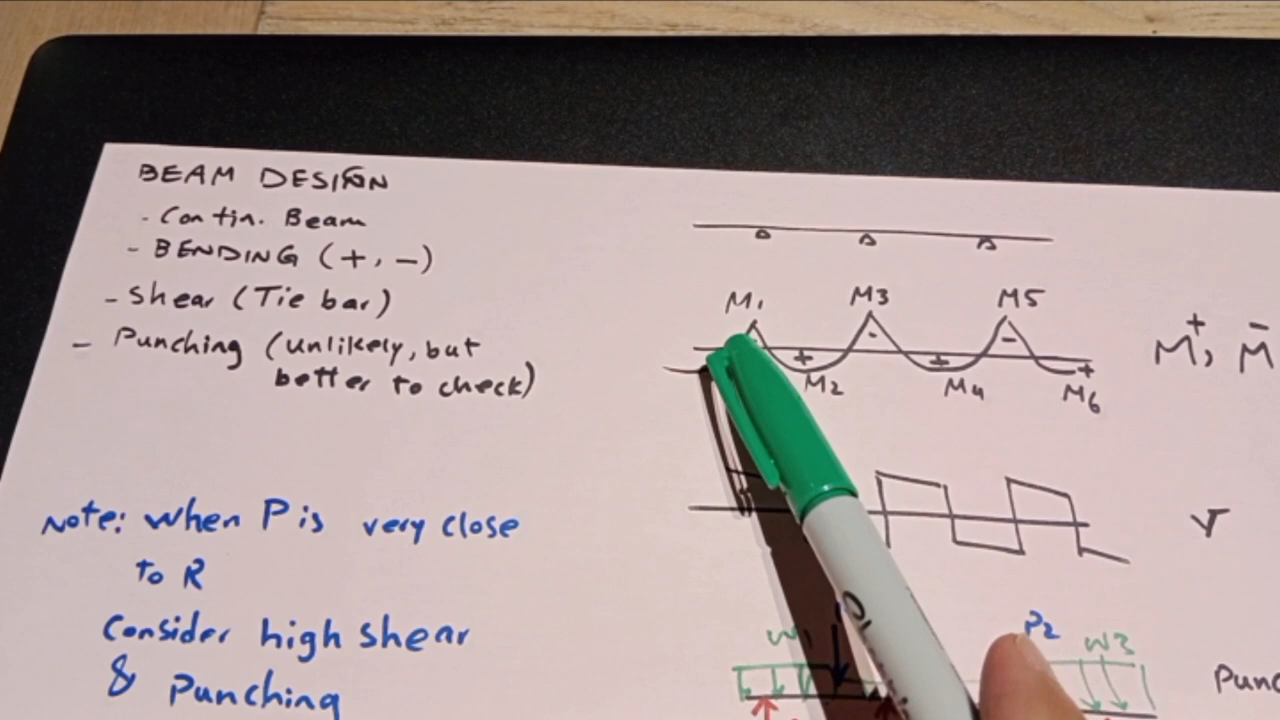 BEAM DESIGN
- Contin. Beam
- BENDING (+, -)
- Shear (Tie bar)
- Punching (unlikely, but
better to check)
Note: when P is very close
to R
Consider high shear
& Punching
M1 M3 M5
- -
+ + +
M2 M4 M6
M+, M-
V
W1 P2 W3
Punc